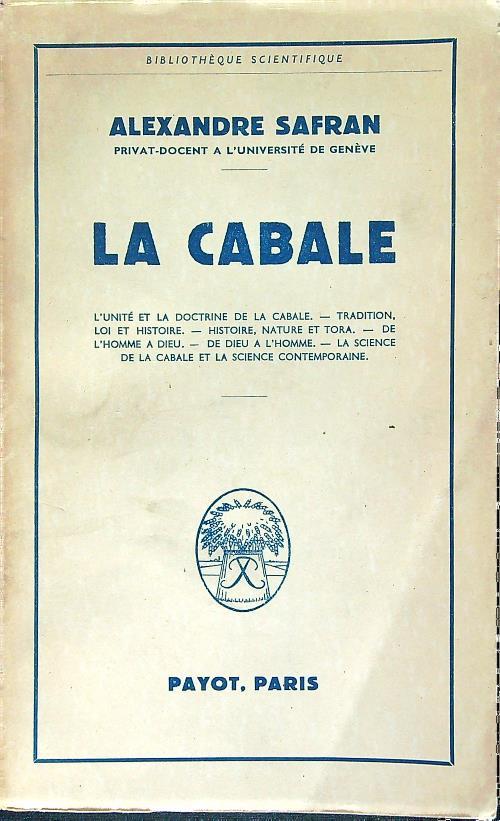 BIBLIOTHÈQUE SCIENTIFIQUE
ALEXANDRE SAFRAN
PRIVAT-DOCENT A L'UNIVERSITÉ DE GENÈVE
LA CABALE
L'UNITÉ ET LA DOCTRINE DE LA CABALE. — TRADITION,
LOI ET HISTOIRE. — HISTOIRE, NATURE ET TORA. — DE
L'HOMME A DIEU. — DE DIEU A L'HOMME. — LA SCIENCE
DE LA CABALE ET LA SCIENCE CONTEMPORAINE.
PAYOT, PARIS